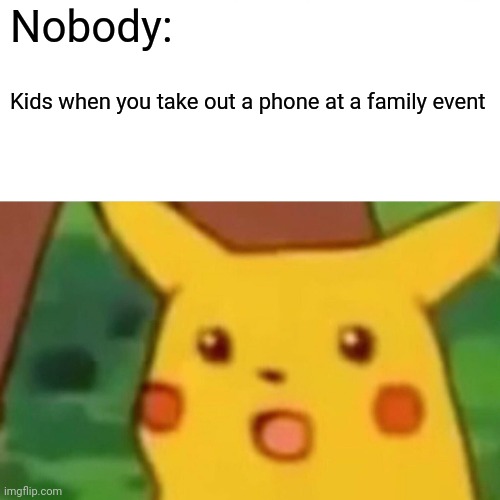 Nobody:
Kids when you take out a phone at a family event
imgflip.com